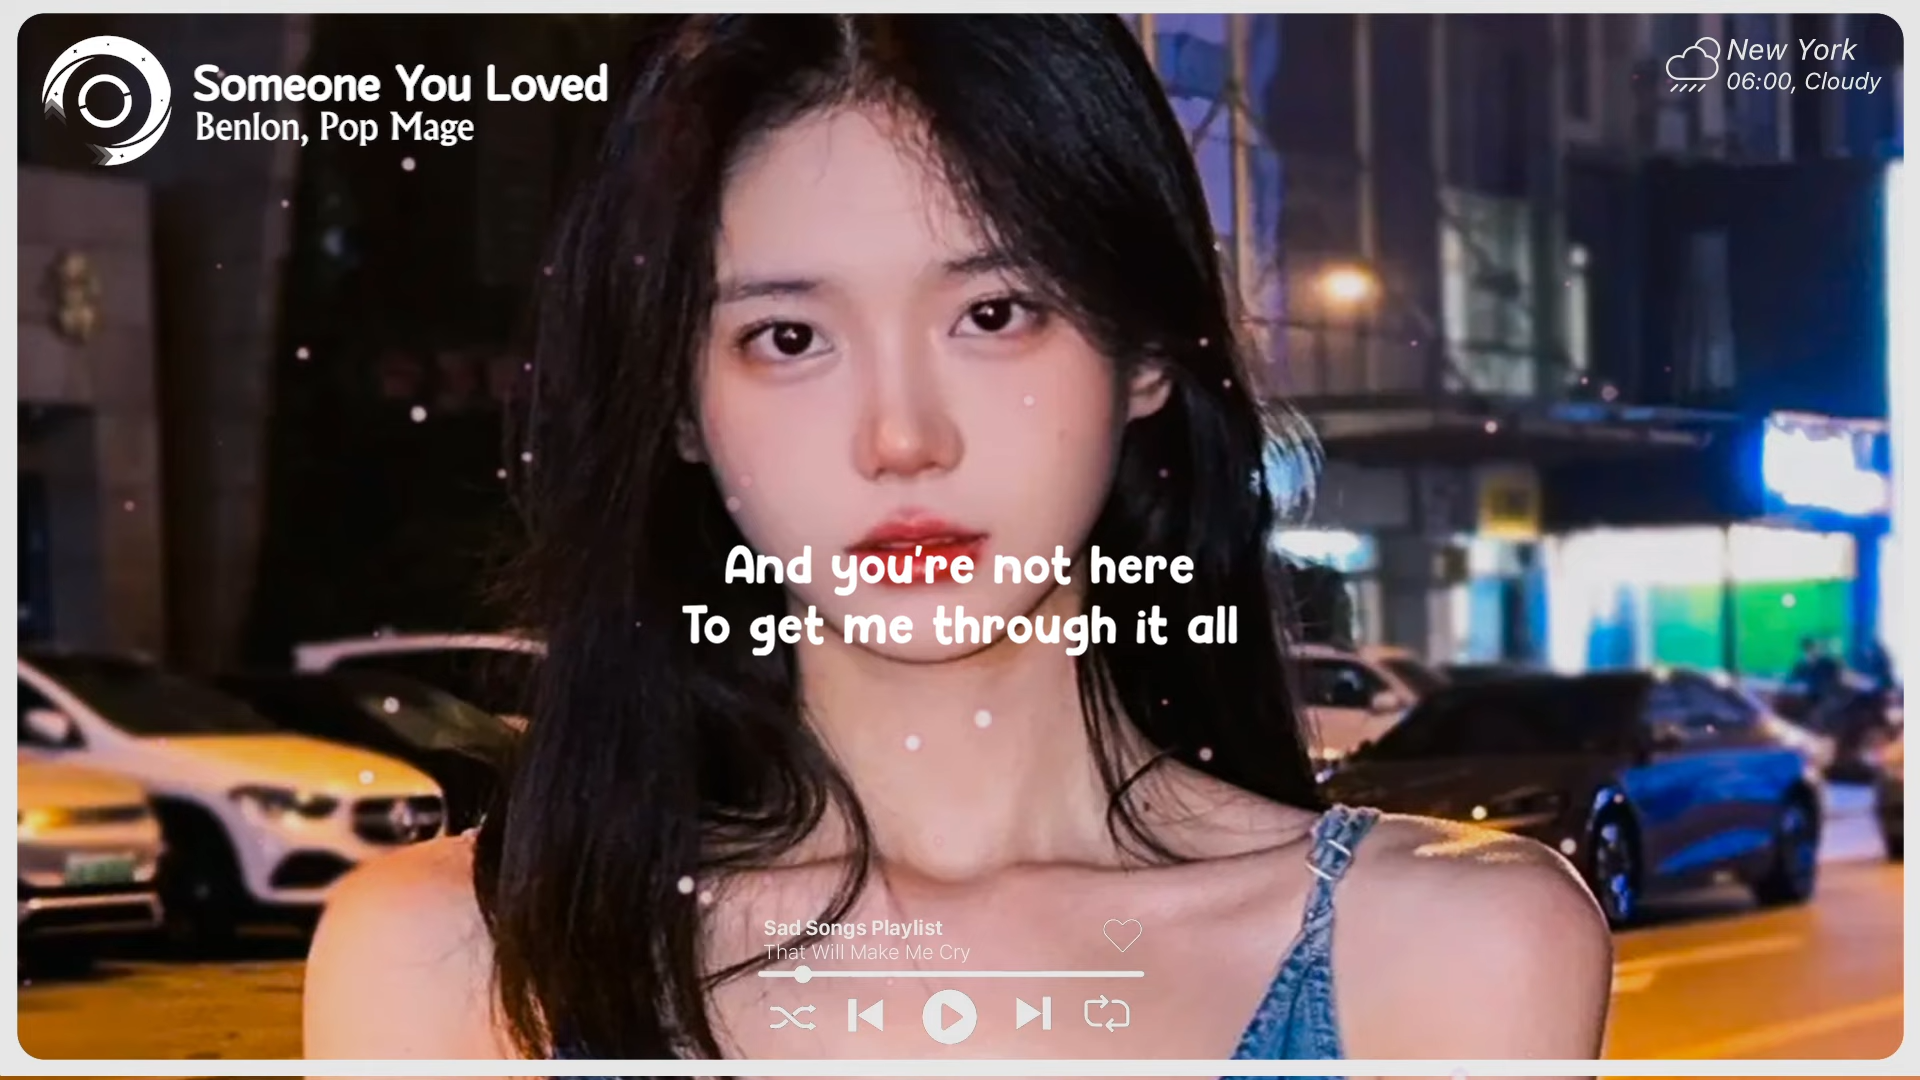 Someone You Loved
Benlon, Pop Mage
New York
06:00, Cloudy
And you're not here
To get me through it all
Sad Songs Playlist
That Will Make Me Cry